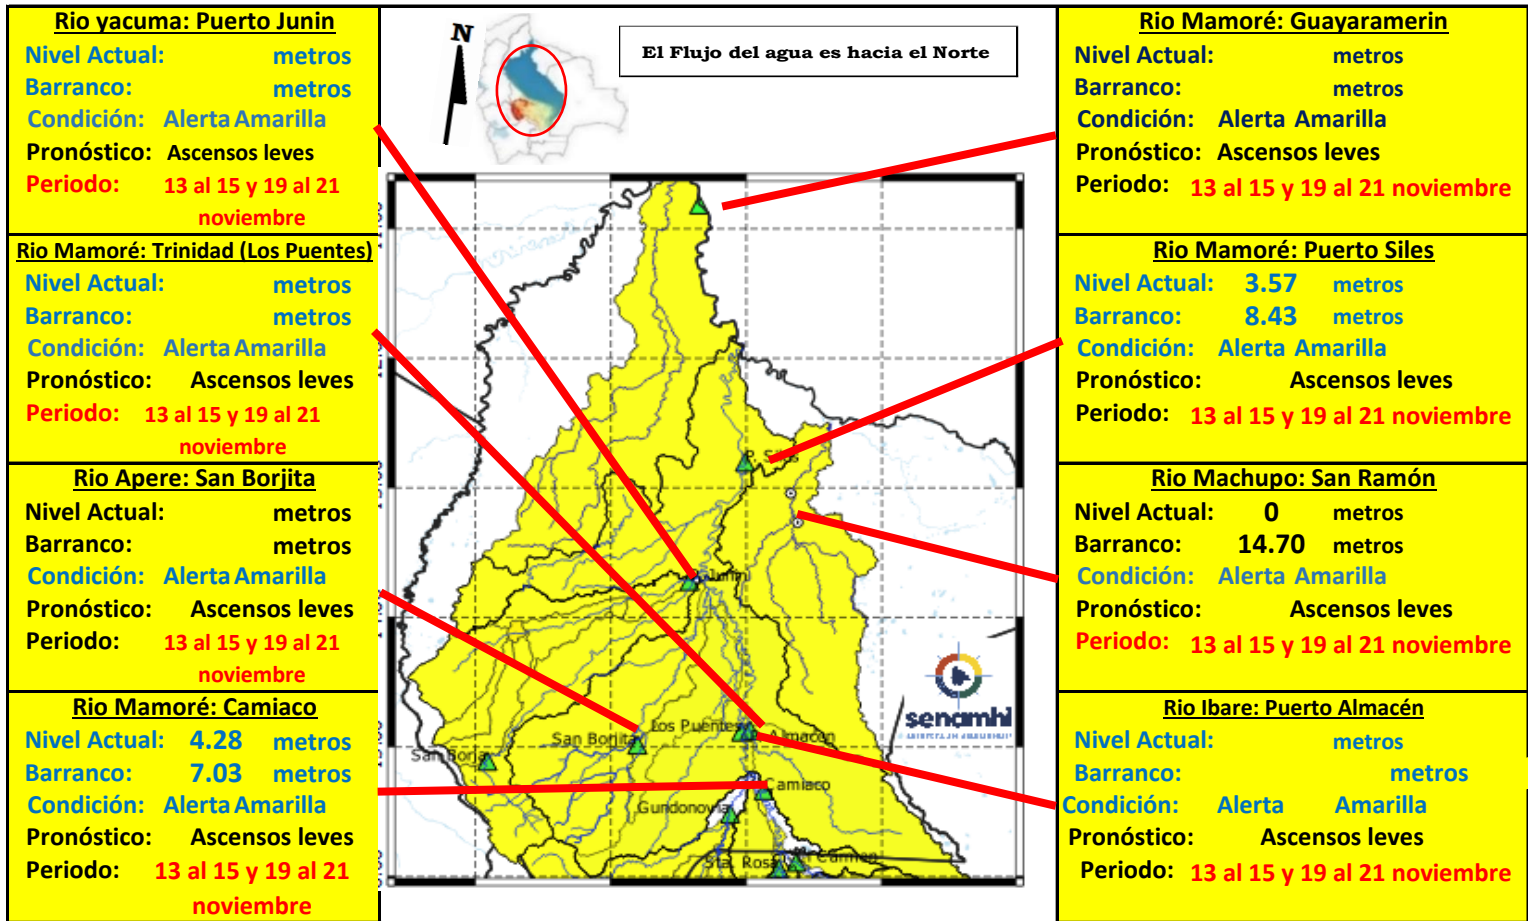 Rio yacuma: Puerto Junin
Nivel Actual: metros
Barranco: metros
Condición: Alerta Amarilla
Pronóstico: Ascensos leves
Periodo: 13 al 15 y 19 al 21
noviembre
Rio Mamoré: Trinidad (Los Puentes)
Nivel Actual: metros
Barranco: metros
Condición: Alerta Amarilla
Pronóstico: Ascensos leves
Periodo: 13 al 15 y 19 al 21
noviembre
Rio Apere: San Borjita
Nivel Actual: metros
Barranco: metros
Condición: Alerta Amarilla
Pronóstico: Ascensos leves
Periodo: 13 al 15 y 19 al 21
noviembre
Rio Mamoré: Camiaco
Nivel Actual: 4.28 metros
Barranco: 7.03 metros
Condición: Alerta Amarilla
Pronóstico: Ascensos leves
Periodo: 13 al 15 y 19 al 21
noviembre
N
El Flujo del agua es hacia el Norte
P. Siles
Junin
Los Puentes
P. Almacen
San Borjita
San Borja
Camiaco
Gundonovia
Sta. Rosa
Carmen
senamhi
Rio Mamoré: Guayaramerin
Nivel Actual: metros
Barranco: metros
Condición: Alerta Amarilla
Pronóstico: Ascensos leves
Periodo: 13 al 15 y 19 al 21 noviembre
Rio Mamoré: Puerto Siles
Nivel Actual: 3.57 metros
Barranco: 8.43 metros
Condición: Alerta Amarilla
Pronóstico: Ascensos leves
Periodo: 13 al 15 y 19 al 21 noviembre
Rio Machupo: San Ramón
Nivel Actual: 0 metros
Barranco: 14.70 metros
Condición: Alerta Amarilla
Pronóstico: Ascensos leves
Periodo: 13 al 15 y 19 al 21 noviembre
Rio Ibare: Puerto Almacén
Nivel Actual: metros
Barranco: metros
Condición: Alerta Amarilla
Pronóstico: Ascensos leves
Periodo: 13 al 15 y 19 al 21 noviembre